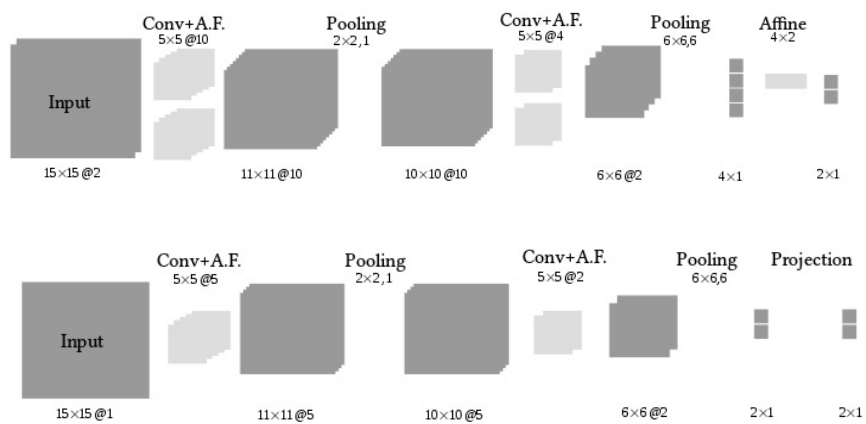 Conv+A.F. Pooling Conv+A.F. Pooling Affine
5×5@10 2×2,1 5×5@4 6×6,6 4×2
Input
15×15@2 11×11@10 10×10@10 6×6@2 4×1 2×1
Conv+A.F. Pooling Conv+A.F. Pooling Projection
5×5@5 2×2,1 5×5@2 6×6,6
Input
15×15@1 11×11@5 10×10@5 6×6@2 2×1 2×1